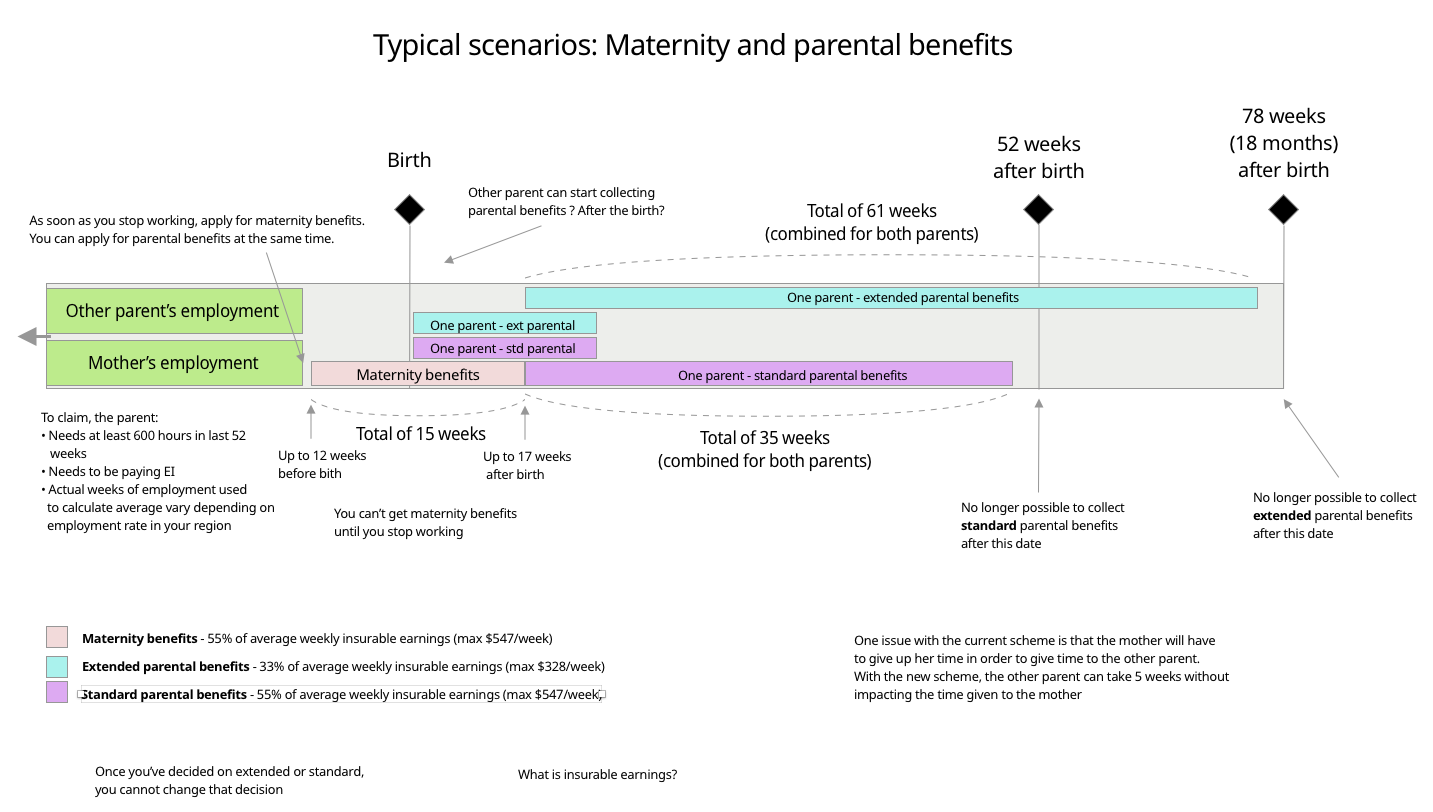 Typical scenarios: Maternity and parental benefits
78 weeks
(18 months)
after birth
52 weeks
after birth
Birth
Other parent can start collecting
parental benefits ? After the birth?
As soon as you stop working, apply for maternity benefits.
You can apply for parental benefits at the same time.
Total of 61 weeks
(combined for both parents)
Other parent’s employment
One parent - extended parental benefits
One parent - ext parental
One parent - std parental
Mother’s employment
Maternity benefits
One parent - standard parental benefits
To claim, the parent:
• Needs at least 600 hours in last 52
weeks
• Needs to be paying EI
• Actual weeks of employment used
to calculate average vary depending on
employment rate in your region
Total of 15 weeks
Up to 12 weeks
before bith
Up to 17 weeks
after birth
You can’t get maternity benefits
until you stop working
Total of 35 weeks
(combined for both parents)
No longer possible to collect
standard parental benefits
after this date
No longer possible to collect
extended parental benefits
after this date
Maternity benefits - 55% of average weekly insurable earnings (max $547/week)
Extended parental benefits - 33% of average weekly insurable earnings (max $328/week)
Standard parental benefits - 55% of average weekly insurable earnings (max $547/week)
One issue with the current scheme is that the mother will have
to give up her time in order to give time to the other parent.
With the new scheme, the other parent can take 5 weeks without
impacting the time given to the mother
Once you’ve decided on extended or standard,
you cannot change that decision
What is insurable earnings?